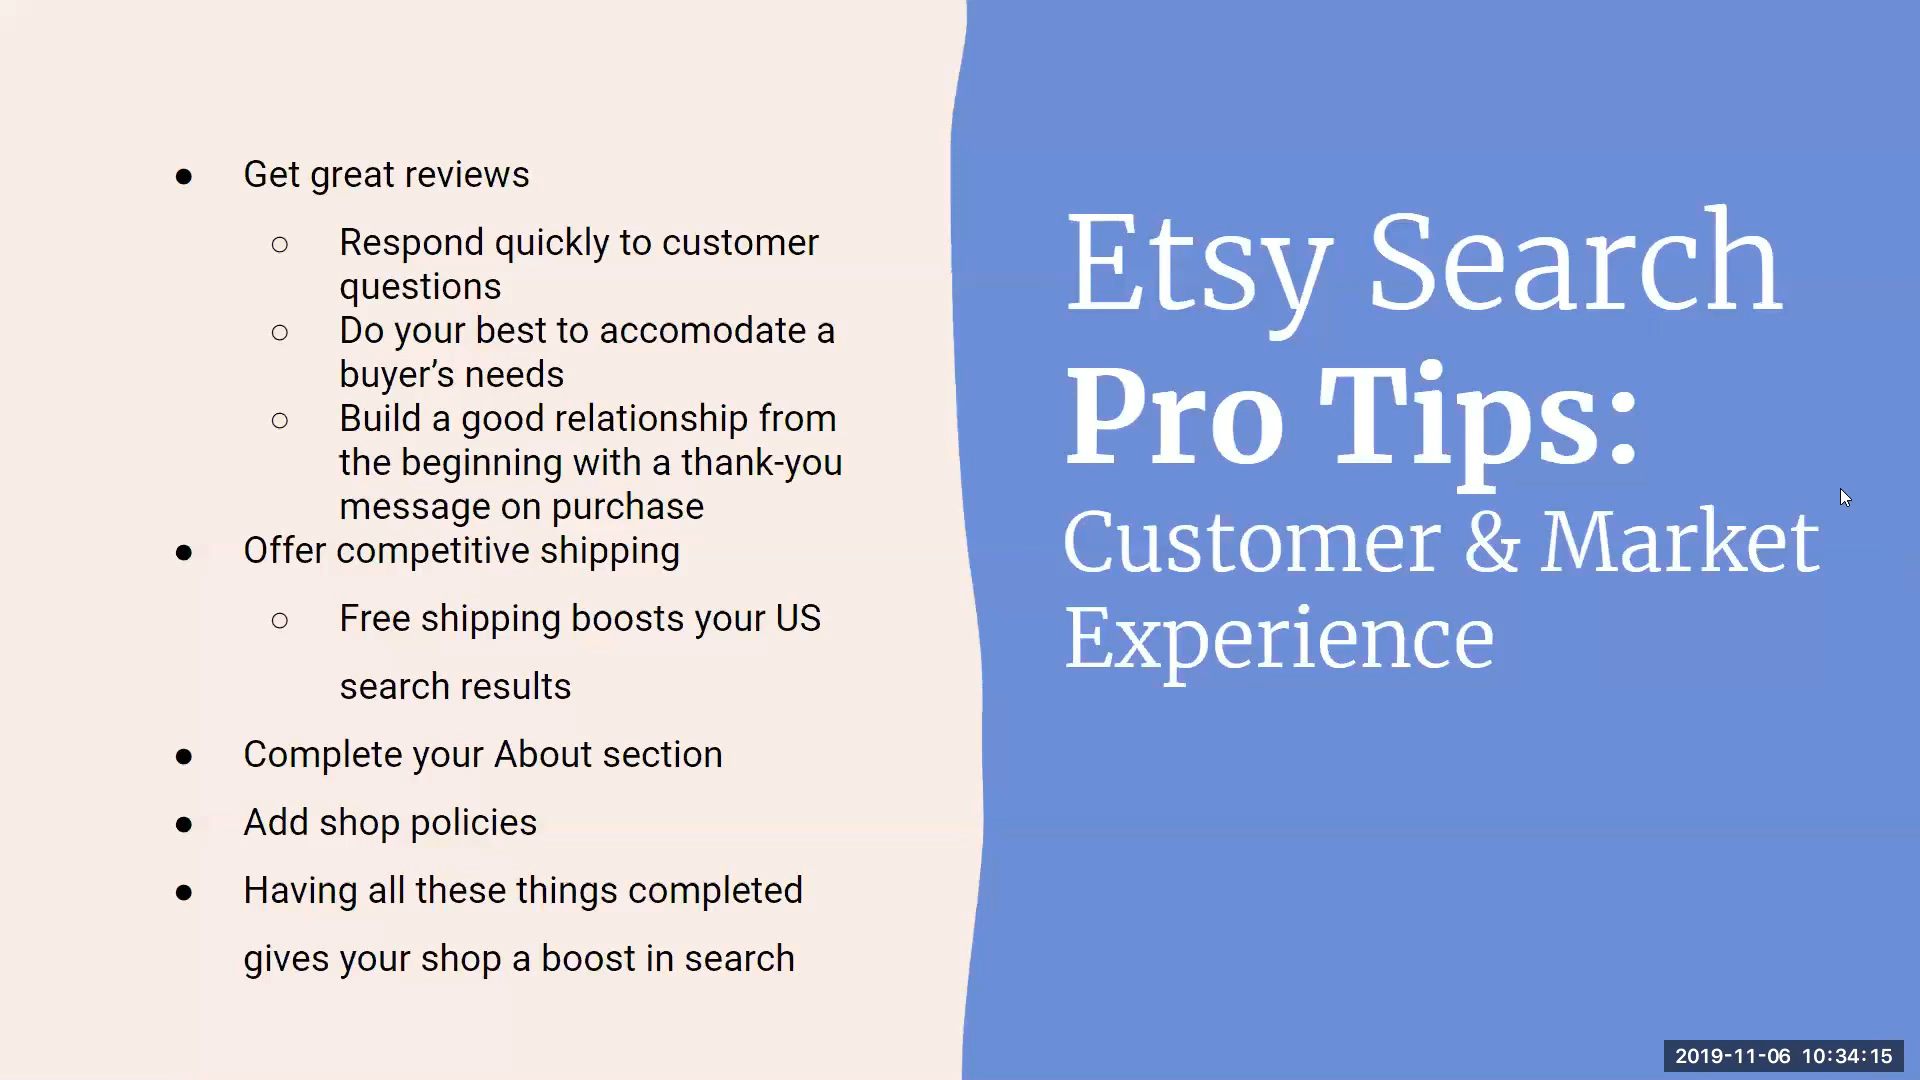 ● Get great reviews
○ Respond quickly to customer
questions
○ Do your best to accomodate a
buyer’s needs
○ Build a good relationship from
the beginning with a thank-you
message on purchase
● Offer competitive shipping
○ Free shipping boosts your US
search results
● Complete your About section
● Add shop policies
● Having all these things completed
gives your shop a boost in search
Etsy Search
Pro Tips:
Customer & Market
Experience
2019-11-06 10:34:15